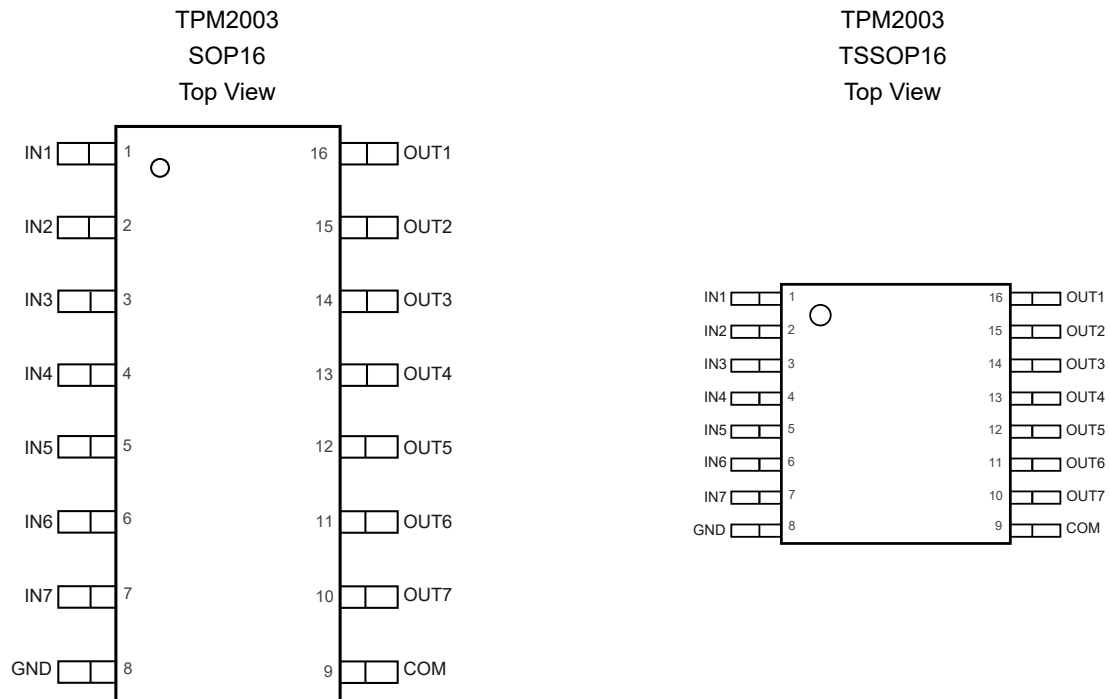 TPM2003
SOP16
Top View
IN1 1 16 OUT1
IN2 2 15 OUT2
IN3 3 14 OUT3
IN4 4 13 OUT4
IN5 5 12 OUT5
IN6 6 11 OUT6
IN7 7 10 OUT7
GND 8 9 COM
TPM2003
TSSOP16
Top View
IN1 1 16 OUT1
IN2 2 15 OUT2
IN3 3 14 OUT3
IN4 4 13 OUT4
IN5 5 12 OUT5
IN6 6 11 OUT6
IN7 7 10 OUT7
GND 8 9 COM